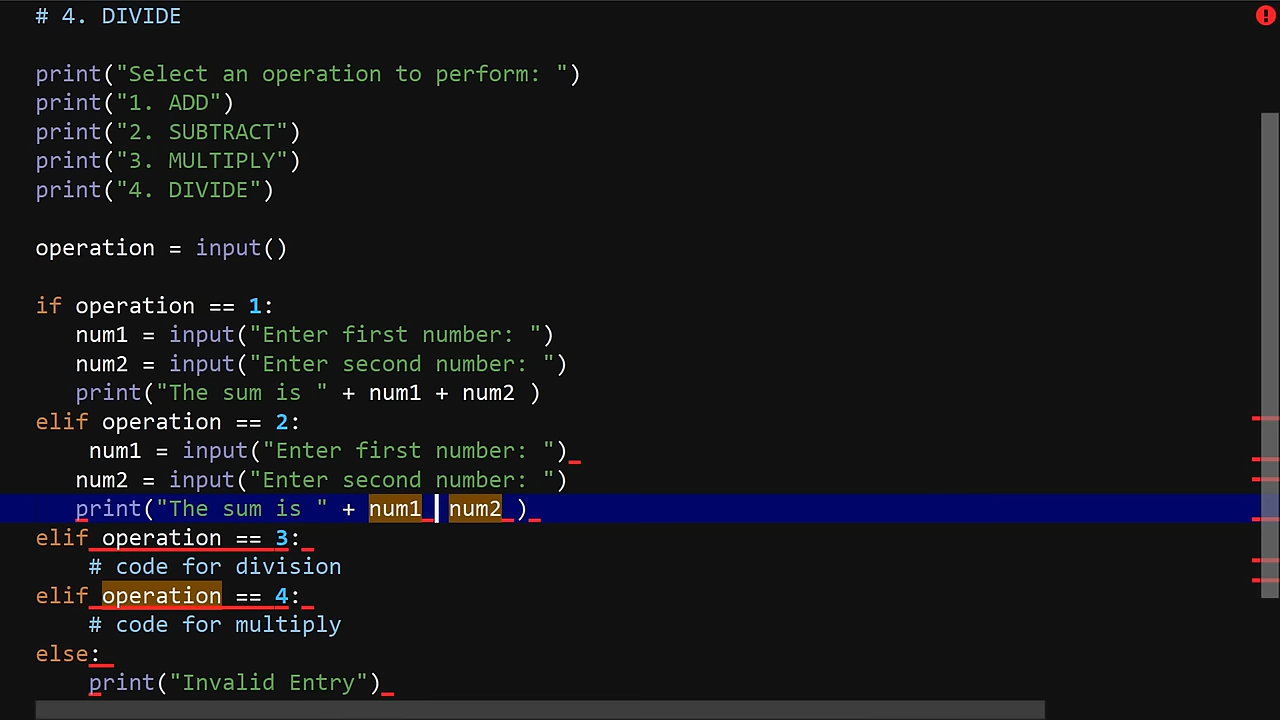 # 4. DIVIDE

print("Select an operation to perform: ")
print("1. ADD")
print("2. SUBTRACT")
print("3. MULTIPLY")
print("4. DIVIDE")

operation = input()

if operation == 1:
   num1 = input("Enter first number: ")
   num2 = input("Enter second number: ")
   print("The sum is " + num1 + num2 )
elif operation == 2:
    num1 = input("Enter first number: ")
   num2 = input("Enter second number: ")
   print("The sum is " + num1  num2 )
elif operation == 3:
    # code for division
elif operation == 4:
    # code for multiply
else:
    print("Invalid Entry")